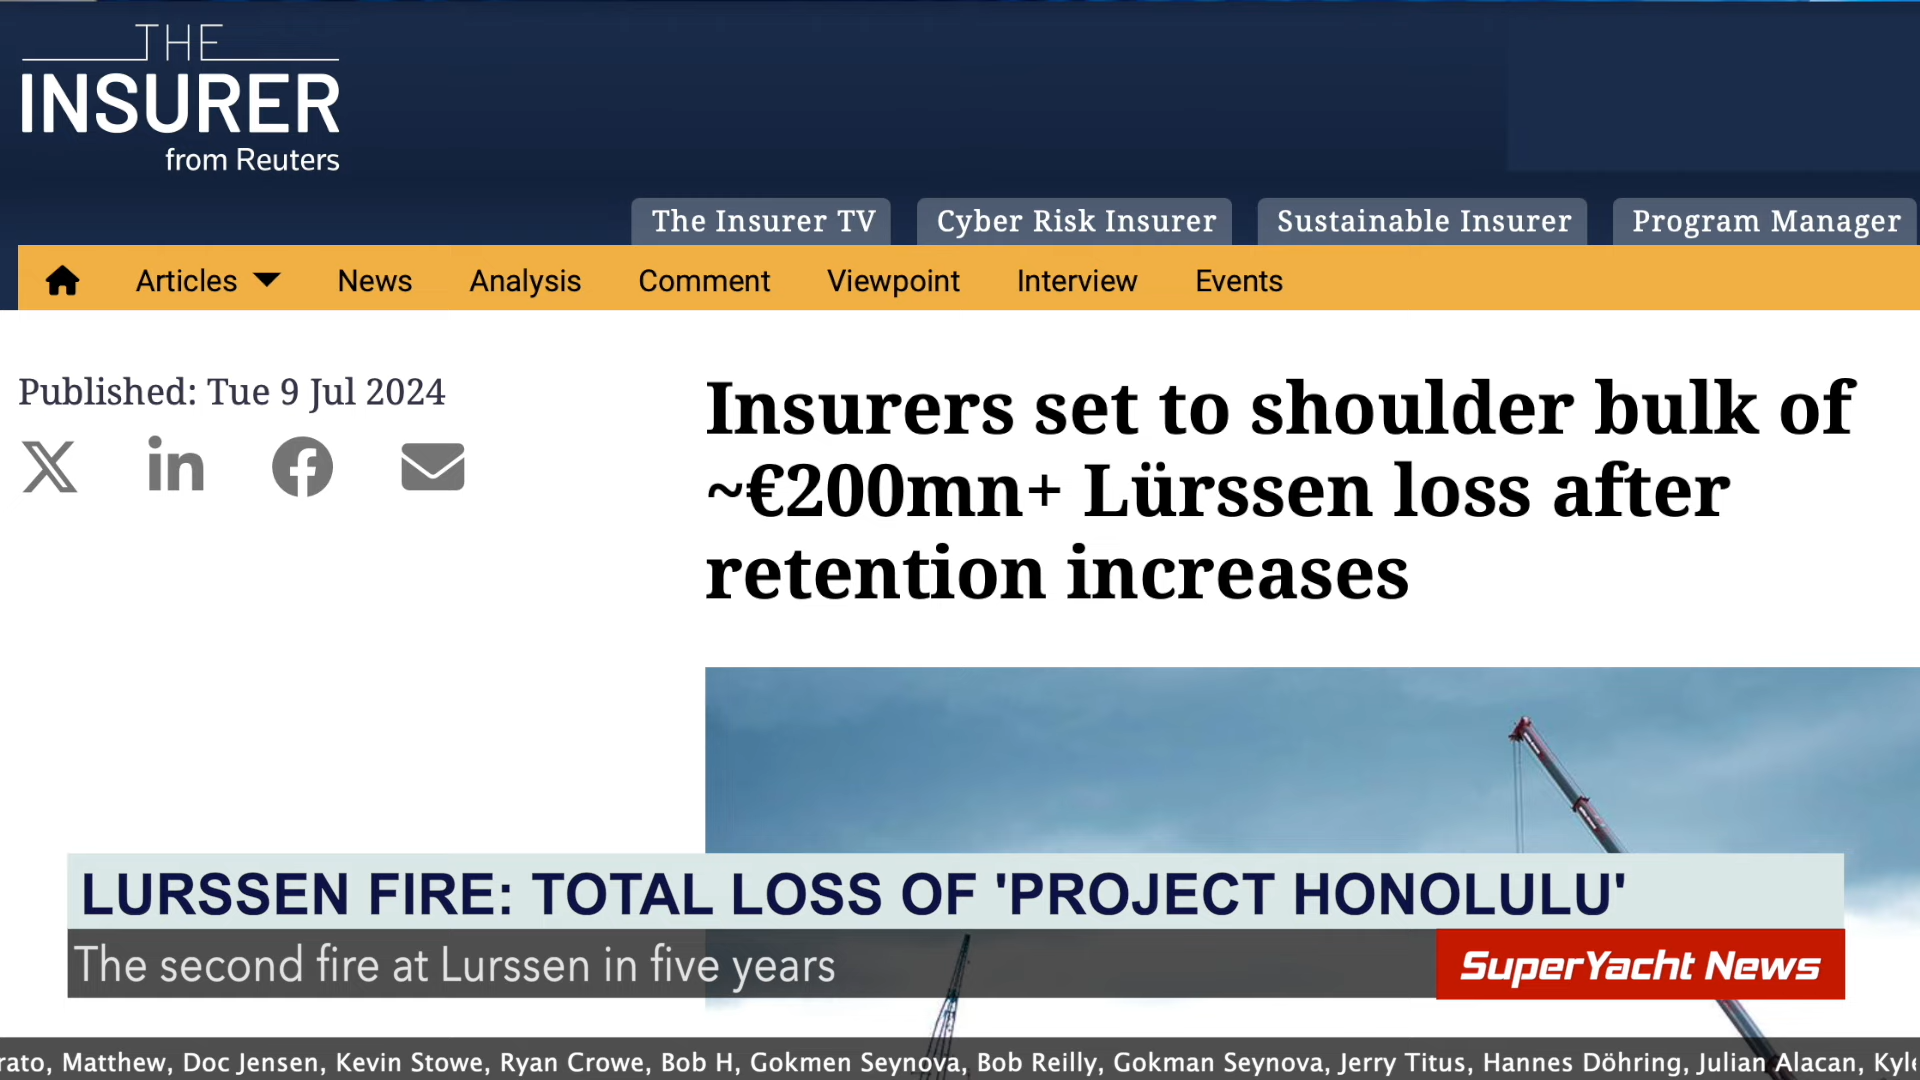 THE
INSURER
from Reuters
The Insurer TV
Cyber Risk Insurer
Sustainable Insurer
Program Manager
Articles
News
Analysis
Comment
Viewpoint
Interview
Events
Published: Tue 9 Jul 2024
Insurers set to shoulder bulk of
~€200mn+ Lürssen loss after
retention increases
LURSSEN FIRE: TOTAL LOSS OF 'PROJECT HONOLULU'
The second fire at Lurssen in five years
SuperYacht News
Matthew, Doc Jensen, Kevin Stowe, Ryan Crowe, Bob H, Gokmen Seynova, Bob Reilly, Gokman Seynova, Jerry Titus, Hannes Döhring, Julian Alacan,